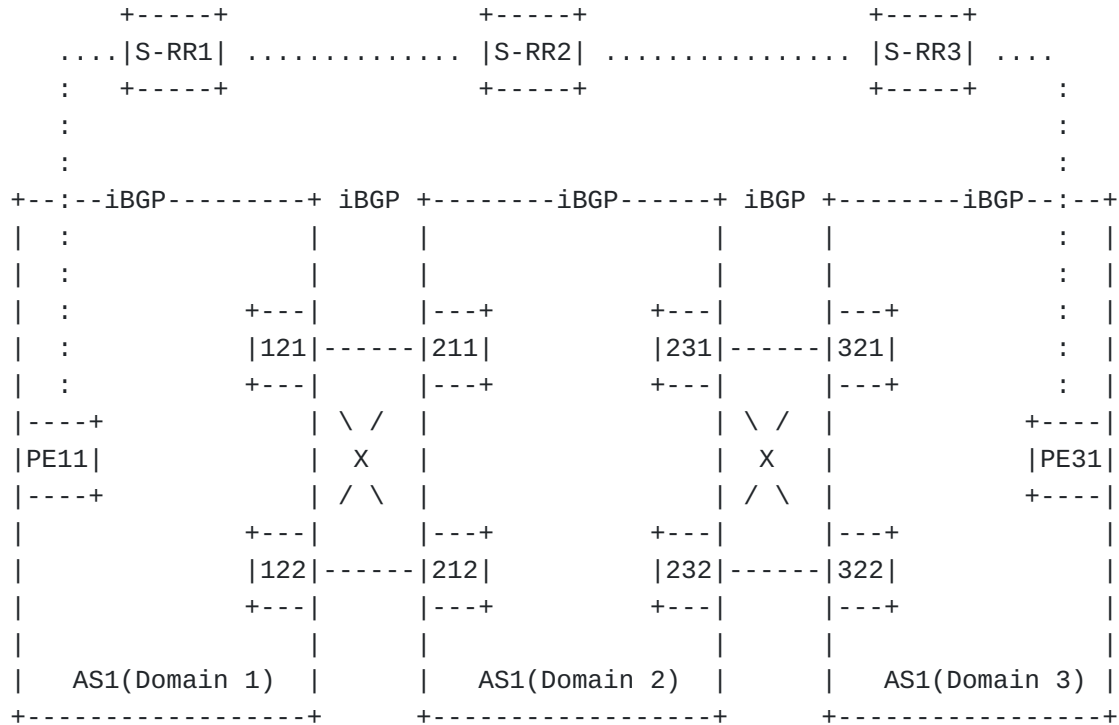 S-RR1 S-RR2 S-RR3
iBGP iBGP iBGP iBGP iBGP
121 211 231 321
X X
PE11 PE31
122 212 232 322
AS1(Domain 1) AS1(Domain 2) AS1(Domain 3)